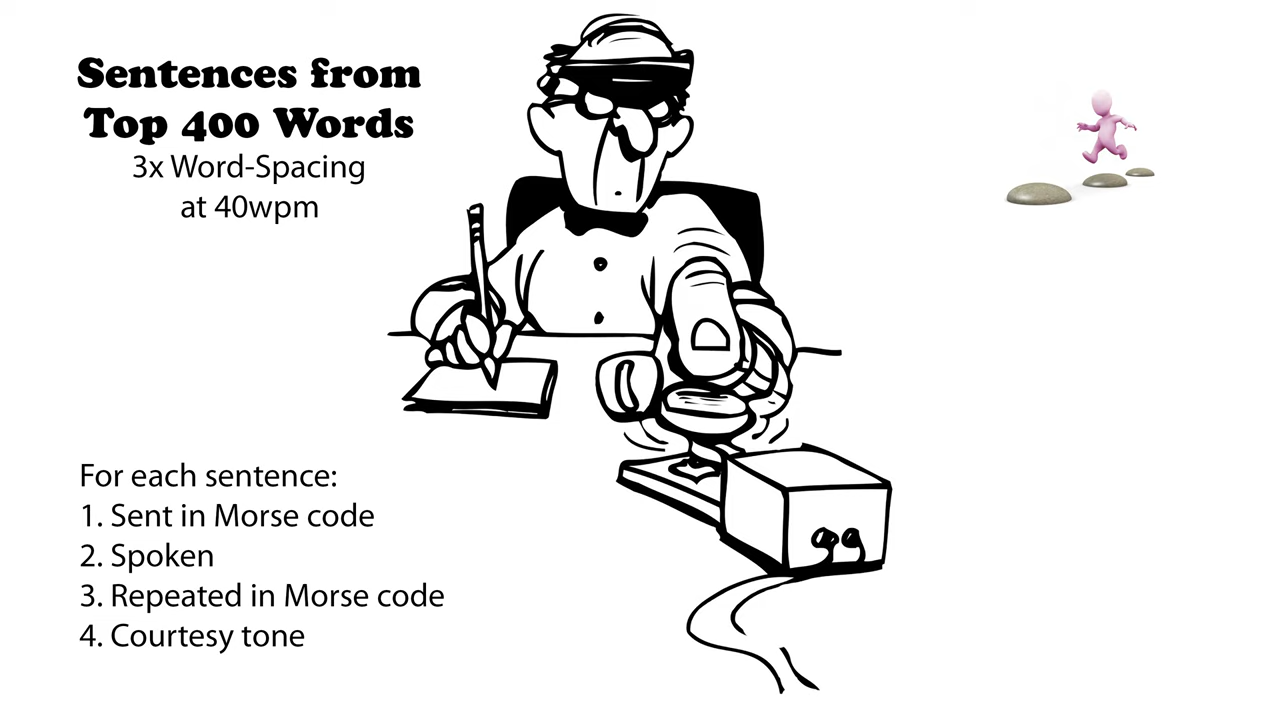 Sentences from
Top 400 Words
3x Word-Spacing
at 40wpm
For each sentence:
1. Sent in Morse code
2. Spoken
3. Repeated in Morse code
4. Courtesy tone